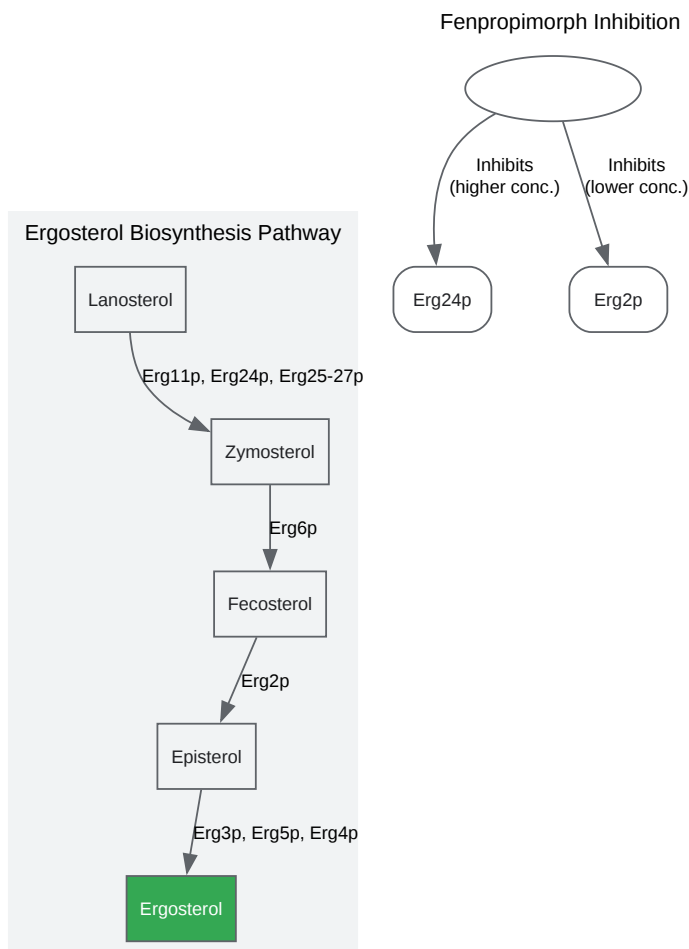 Fenpropimorph Inhibition
Inhibits
(higher conc.)
Inhibits
(lower conc.)
Erg24p
Erg2p
Ergosterol Biosynthesis Pathway
Lanosterol
Erg11p, Erg24p, Erg25-27p
Zymosterol
Erg6p
Fecosterol
Erg2p
Episterol
Erg3p, Erg5p, Erg4p
Ergosterol